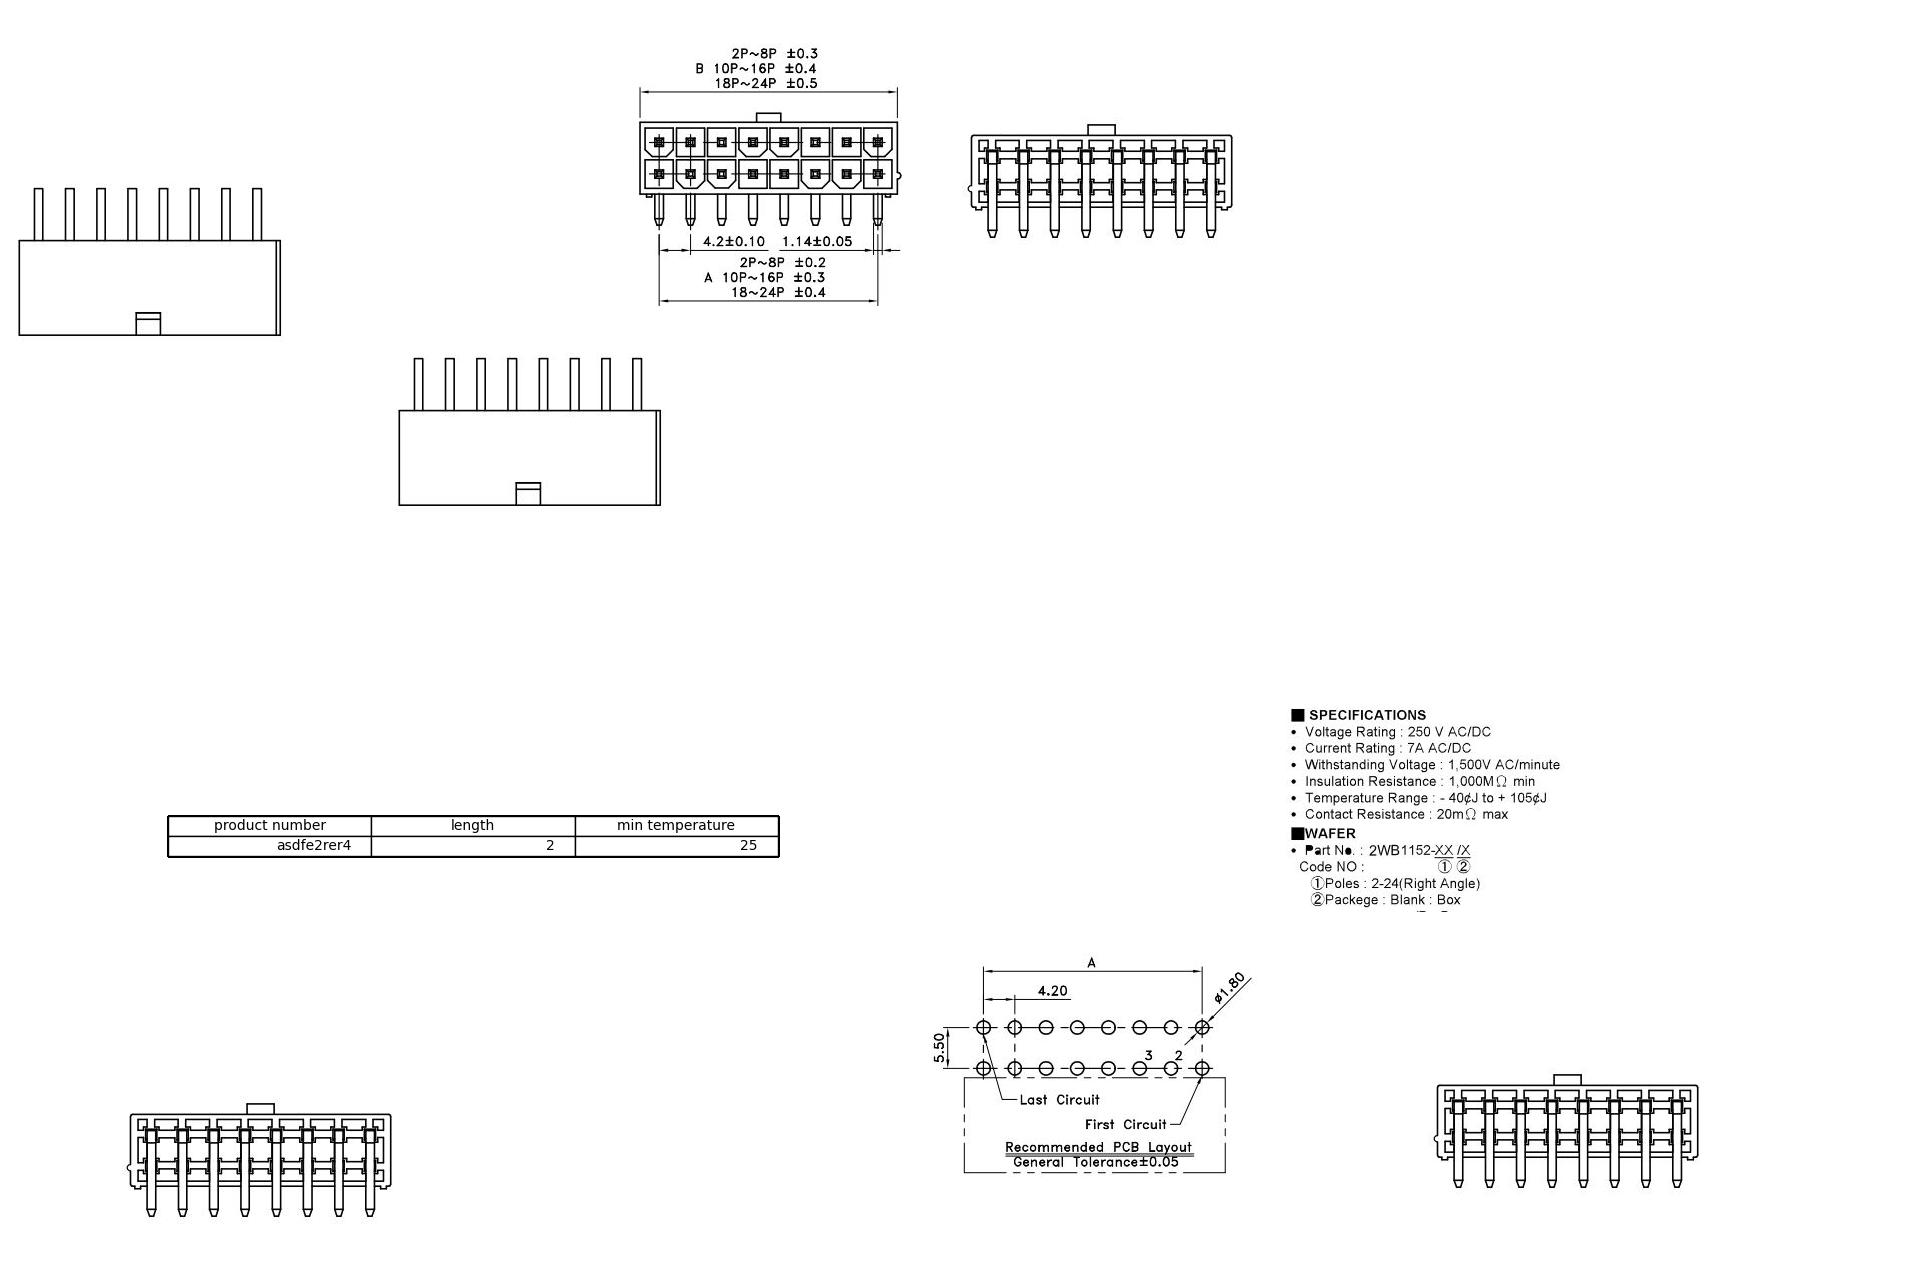 2P~8P ±0.3
B 10P~16P ±0.4
18P~24P ±0.5
4.2±0.10 1.14±0.05
2P~8P ±0.2
A 10P~16P ±0.3
18~24P ±0.4
■ SPECIFICATIONS
• Voltage Rating : 250 V AC/DC
• Current Rating : 7A AC/DC
• Withstanding Voltage : 1,500V AC/minute
• Insulation Resistance : 1,000MΩ min
• Temperature Range : - 40¢J to + 105¢J
• Contact Resistance : 20mΩ max
■WAFER
• Part No. : 2WB1152-XX /X
Code NO : ① ②
①Poles : 2-24(Right Angle)
②Packege : Blank : Box
product number length min temperature
asdfe2rer4 2 25
A
4.20
ø1.80
5.50
3 2
Last Circuit
First Circuit
Recommended PCB Layout
General Tolerance±0.05